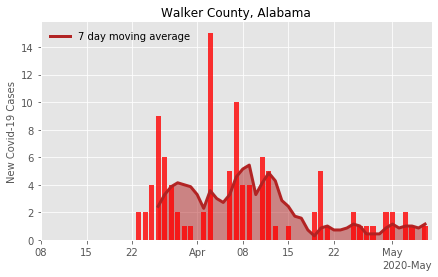 Walker County, Alabama
7 day moving average
New Covid-19 Cases
14
12
10
8
6
4
2
0
08 15 22 Apr 08 15 22 May
2020-May